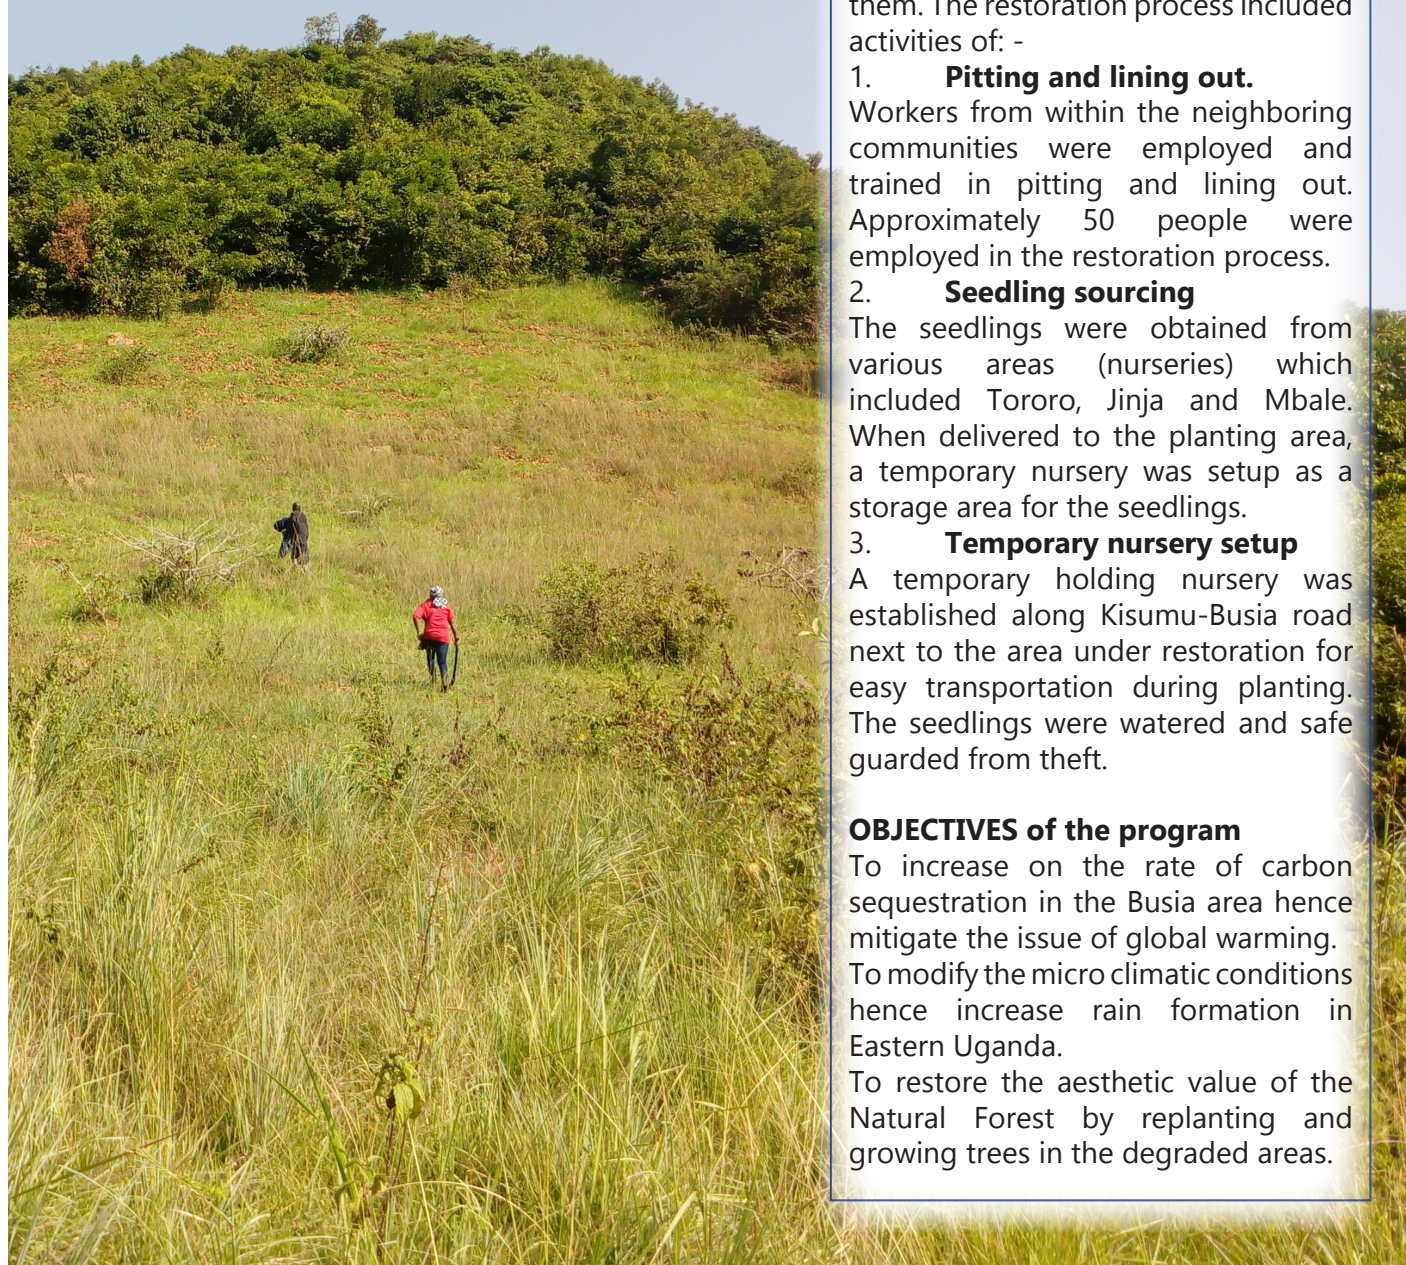 them. The restoration process included
activities of: -
1. Pitting and lining out.
Workers from within the neighboring
communities were employed and
trained in pitting and lining out.
Approximately 50 people were
employed in the restoration process.
2. Seedling sourcing
The seedlings were obtained from
various areas (nurseries) which
included Tororo, Jinja and Mbale.
When delivered to the planting area,
a temporary nursery was setup as a
storage area for the seedlings.
3. Temporary nursery setup
A temporary holding nursery was
established along Kisumu-Busia road
next to the area under restoration for
easy transportation during planting.
The seedlings were watered and safe
guarded from theft.
OBJECTIVES of the program
To increase on the rate of carbon
sequestration in the Busia area hence
mitigate the issue of global warming.
To modify the micro climatic conditions
hence increase rain formation in
Eastern Uganda.
To restore the aesthetic value of the
Natural Forest by replanting and
growing trees in the degraded areas.